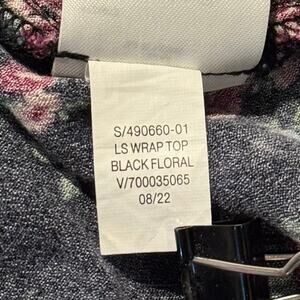 S/490660-01
LS WRAP TOP
BLACK FLORAL
V/700035065
08/22